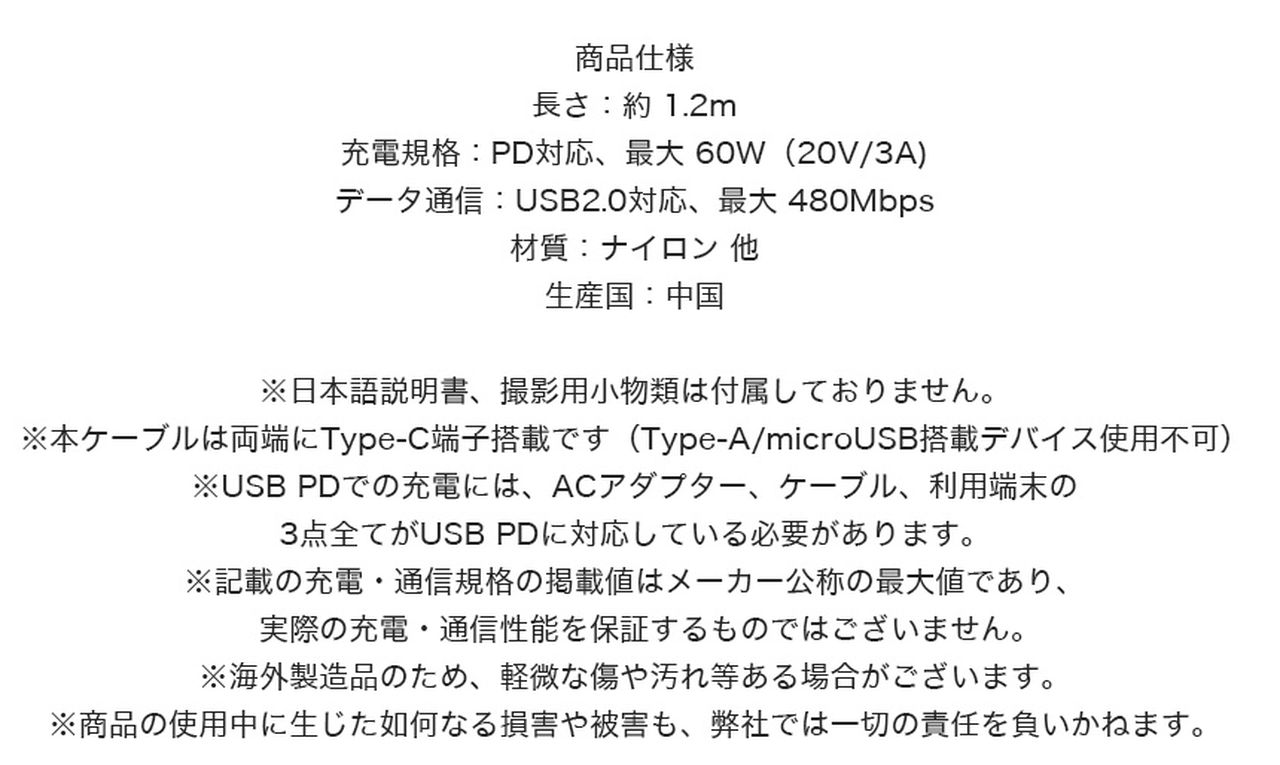 商品仕様
長さ：約 1.2m
充電規格：PD対応、最大 60W（20V/3A)
データ通信：USB2.0対応、最大 480Mbps
材質：ナイロン 他
生産国：中国
※日本語説明書、撮影用小物類は付属しておりません。
※本ケーブルは両端にType-C端子搭載です（Type-A/microUSB搭載デバイス使用不可）
※USB PDでの充電には、ACアダプター、ケーブル、利用端末の
3点全てがUSB PDに対応している必要があります。
※記載の充電・通信規格の掲載値はメーカー公称の最大値であり、
実際の充電・通信性能を保証するものではございません。
※海外製造品のため、軽微な傷や汚れ等ある場合がございます。
※商品の使用中に生じた如何なる損害や被害も、弊社では一切の責任を負いかねます。